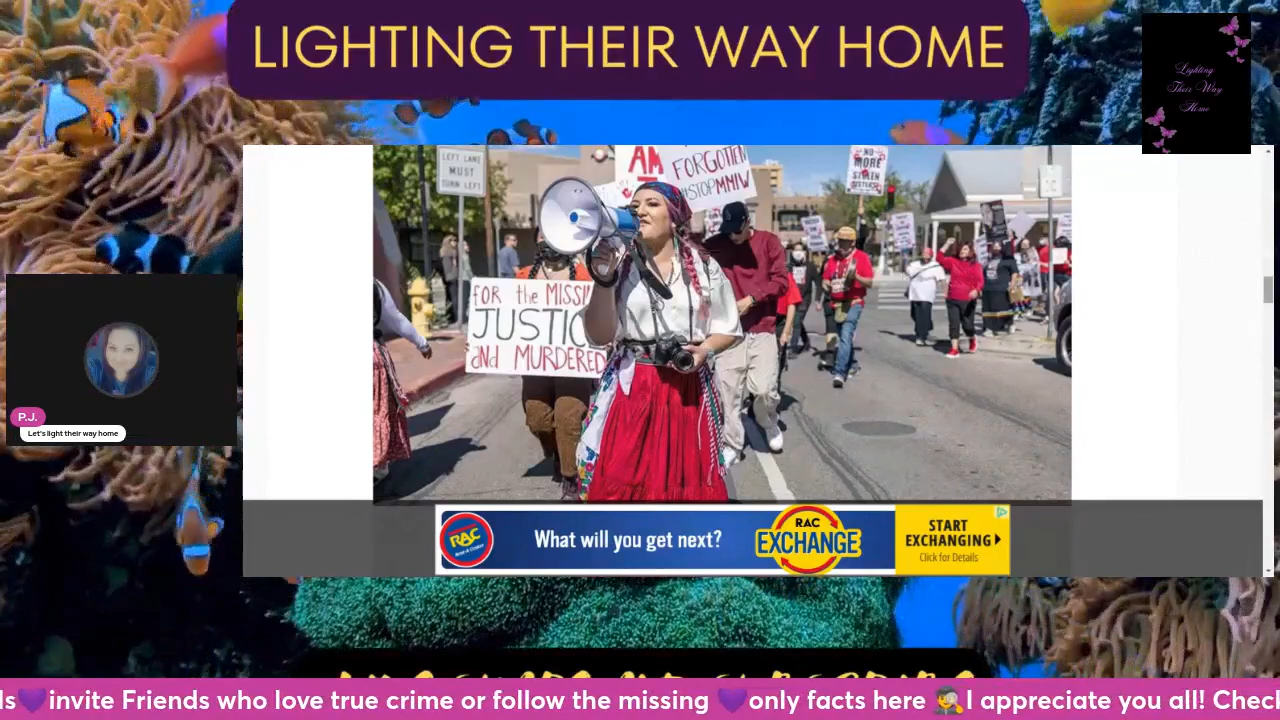 LIGHTING THEIR WAY HOME
Lighting
Their Way
Home
LEFT LANE
MUST
TURN LEFT
AM
FORGOTTEN
#STOPMMIW
NO
MORE
STOLEN
SISTERS
FOR the MISSI
JUSTIC
and MURDERED
P.J.
Let's light their way home
RAC
What will you get next?
RAC
EXCHANGE
START
EXCHANGING
Click for Details
ls💜invite Friends who love true crime or follow the missing 💜only facts here 🕵️I appreciate you all! Check